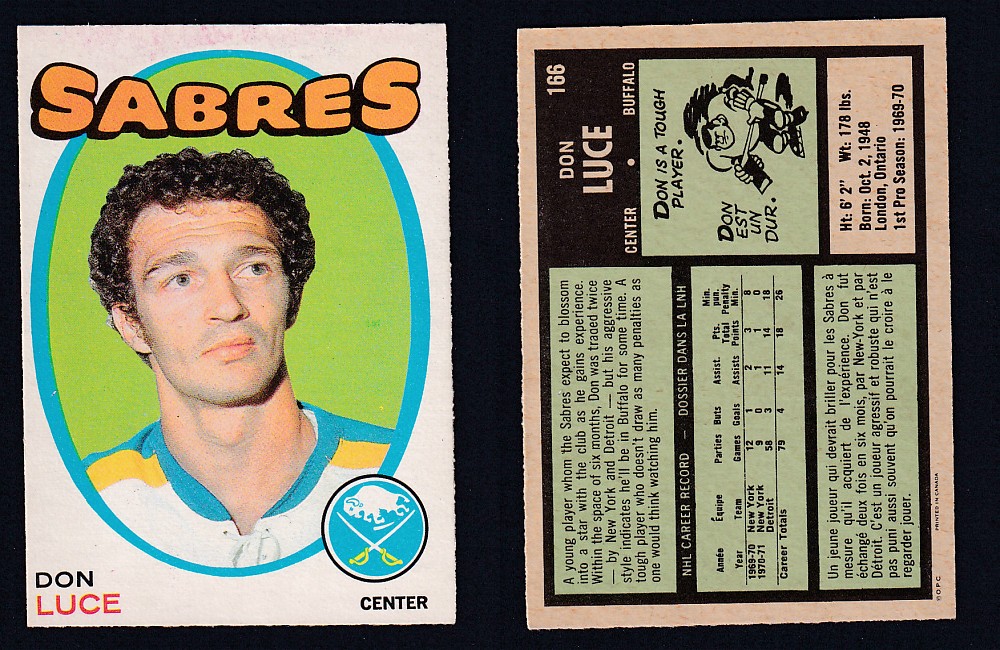 SABRES
DON
LUCE
CENTER
166
DON
LUCE
CENTER • BUFFALO
DON IS A TOUGH
PLAYER.
DON
EST
UN
DUR.
Ht: 6' 2" Wt: 178 lbs.
Born: Oct. 2, 1948
London, Ontario
1st Pro Season: 1969-70
A young player whom the Sabres expect to blossom
into a star with the club as he gains experience.
Within the space of six months, Don was traded twice
— by New York and Detroit — but his aggressive
style indicates he'll be in Buffalo for some time. A
tough player, who doesn't draw as many penalties as
one would think watching him.
NHL CAREER RECORD — DOSSIER DANS LA LNH
Année Équipe Parties Buts Assist. Pts. Min. pun.
Year Team Games Goals Assists Total Points Penalty Min.
1969-70 New York 12 1 2 3 8
1970-71 New York 9 0 1 1 0
Detroit 58 3 11 14 18
Career Totals 79 4 14 18 26
Un jeune joueur qui devrait briller pour les Sabres à
mesure qu'il acquiert de l'expérience. Don fut
échangé deux fois en six mois, par New-York et par
Détroit. C'est un joueur agressif et robuste qui n'est
pas puni aussi souvent qu'on pourrait le croire à le
regarder jouer.
© O.P.C. PRINTED IN CANADA